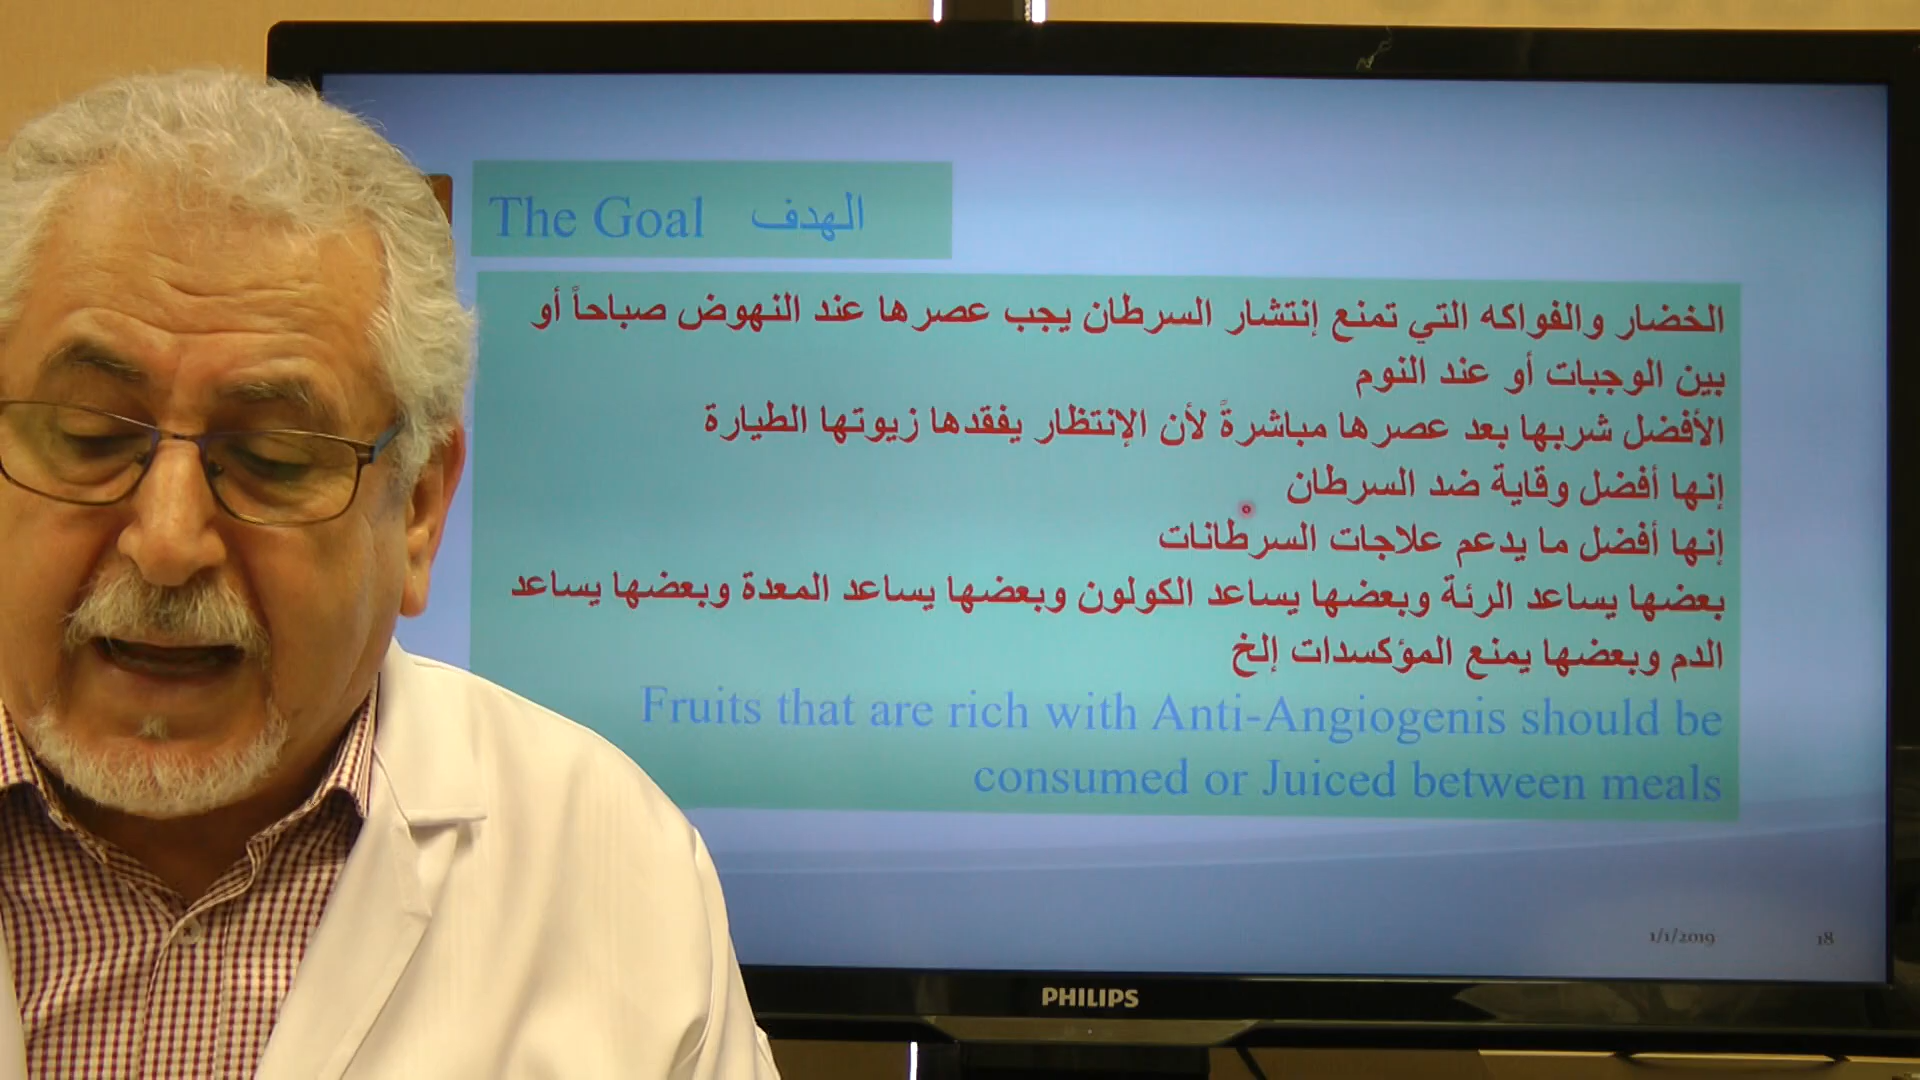 The Goal الهدف
الخضار والفواكه التي تمنع إنتشار السرطان يجب عصرها عند النهوض صباحاً أو
بين الوجبات أو عند النوم
الأفضل شربها بعد عصرها مباشرةً لأن الإنتظار يفقدها زيوتها الطيارة
إنها أفضل وقاية ضد السرطان
إنها أفضل ما يدعم علاجات السرطانات
بعضها يساعد الرئة وبعضها يساعد الكولون وبعضها يساعد المعدة وبعضها يساعد
الدم وبعضها يمنع المؤكسدات إلخ
Fruits that are rich with Anti-Angiogenis should be
consumed or Juiced between meals
1/1/2019 18
PHILIPS